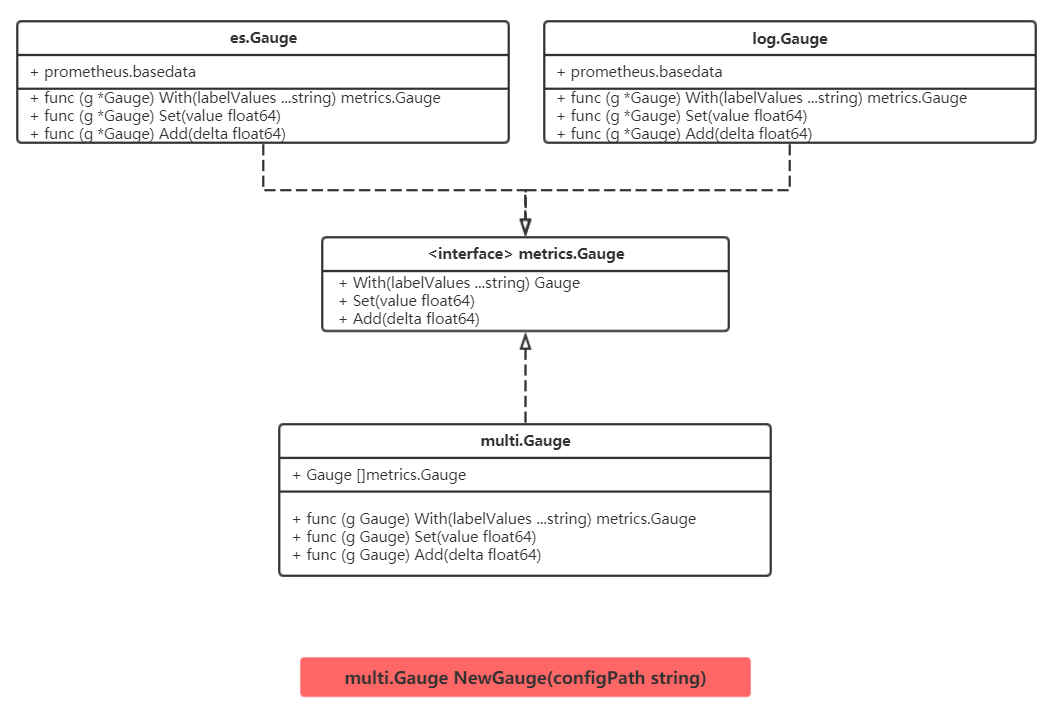 es.Gauge
+ prometheus.basedata
+ func (g *Gauge) With(labelValues ...string) metrics.Gauge
+ func (g *Gauge) Set(value float64)
+ func (g *Gauge) Add(delta float64)
log.Gauge
+ prometheus.basedata
+ func (g *Gauge) With(labelValues ...string) metrics.Gauge
+ func (g *Gauge) Set(value float64)
+ func (g *Gauge) Add(delta float64)
<interface> metrics.Gauge
+ With(labelValues ...string) Gauge
+ Set(value float64)
+ Add(delta float64)
multi.Gauge
+ Gauge []metrics.Gauge
+ func (g Gauge) With(labelValues ...string) metrics.Gauge
+ func (g Gauge) Set(value float64)
+ func (g Gauge) Add(delta float64)
multi.Gauge NewGauge(configPath string)